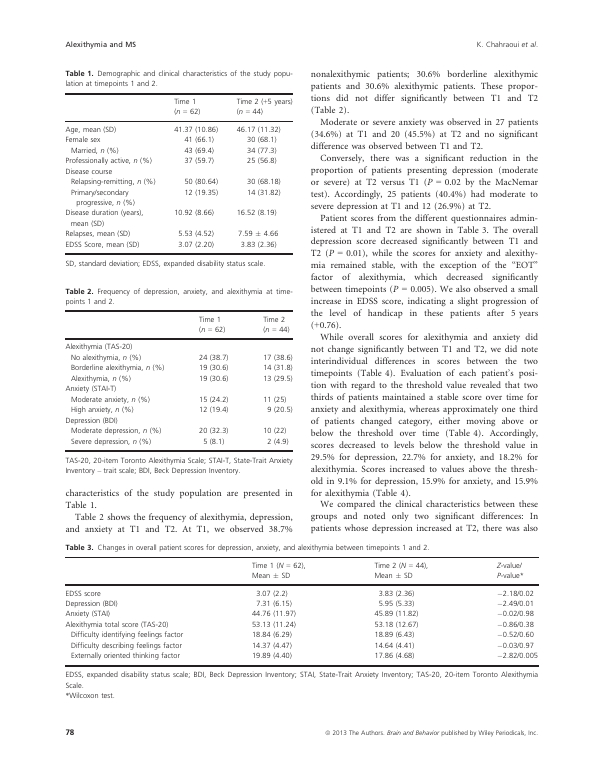 Alexithymia and MS
K. Chahraoui et al.
Table 1. Demographic and clinical characteristics of the study popu-
lation at timepoints 1 and 2.
Time 1 Time 2 (+5 years)
(n = 62) (n = 44)
Age, mean (SD) 41.37 (10.86) 46.17 (11.32)
Female sex 41 (66.1) 30 (68.1)
Married, n (%) 43 (69.4) 34 (77.3)
Professionally active, n (%) 37 (59.7) 25 (56.8)
Disease course
Relapsing-remitting, n (%) 50 (80.64) 30 (68.18)
Primary/secondary 12 (19.35) 14 (31.82)
progressive, n (%)
Disease duration (years), 10.92 (8.66) 16.52 (8.19)
mean (SD)
Relapses, mean (SD) 5.53 (4.52) 7.59 ± 4.66
EDSS Score, mean (SD) 3.07 (2.20) 3.83 (2.36)
SD, standard deviation; EDSS, expanded disability status scale.
Table 2. Frequency of depression, anxiety, and alexithymia at time-
points 1 and 2.
Time 1 Time 2
(n = 62) (n = 44)
Alexithymia (TAS-20)
No alexithymia, n (%) 24 (38.7) 17 (38.6)
Borderline alexithymia, n (%) 19 (30.6) 14 (31.8)
Alexithymia, n (%) 19 (30.6) 13 (29.5)
Anxiety (STAI-T)
Moderate anxiety, n (%) 15 (24.2) 11 (25)
High anxiety, n (%) 12 (19.4) 9 (20.5)
Depression (BDI)
Moderate depression, n (%) 20 (32.3) 10 (22)
Severe depression, n (%) 5 (8.1) 2 (4.9)
TAS-20, 20-item Toronto Alexithymia Scale; STAI-T, State-Trait Anxiety
Inventory – trait scale; BDI, Beck Depression Inventory.
characteristics of the study population are presented in
Table 1.
Table 2 shows the frequency of alexithymia, depression,
and anxiety at T1 and T2. At T1, we observed 38.7%
nonalexithymic patients; 30.6% borderline alexithymic
patients and 30.6% alexithymic patients. These propor-
tions did not differ significantly between T1 and T2
(Table 2).
Moderate or severe anxiety was observed in 27 patients
(34.6%) at T1 and 20 (45.5%) at T2 and no significant
difference was observed between T1 and T2.
Conversely, there was a significant reduction in the
proportion of patients presenting depression (moderate
or severe) at T2 versus T1 (P = 0.02 by the MacNemar
test). Accordingly, 25 patients (40.4%) had moderate to
severe depression at T1 and 12 (26.9%) at T2.
Patient scores from the different questionnaires admin-
istered at T1 and T2 are shown in Table 3. The overall
depression score decreased significantly between T1 and
T2 (P = 0.01), while the scores for anxiety and alexithy-
mia remained stable, with the exception of the “EOT”
factor of alexithymia, which decreased significantly
between timepoints (P = 0.005). We also observed a small
increase in EDSS score, indicating a slight progression of
the level of handicap in these patients after 5 years
(+0.76).
While overall scores for alexithymia and anxiety did
not change significantly between T1 and T2, we did note
interindividual differences in scores between the two
timepoints (Table 4). Evaluation of each patient’s posi-
tion with regard to the threshold value revealed that two
thirds of patients maintained a stable score over time for
anxiety and alexithymia, whereas approximately one third
of patients changed category, either moving above or
below the threshold over time (Table 4). Accordingly,
scores decreased to levels below the threshold value in
29.5% for depression, 22.7% for anxiety, and 18.2% for
alexithymia. Scores increased to values above the thresh-
old in 9.1% for depression, 15.9% for anxiety, and 15.9%
for alexithymia (Table 4).
We compared the clinical characteristics between these
groups and noted only two significant differences: In
patients whose depression increased at T2, there was also
Table 3. Changes in overall patient scores for depression, anxiety, and alexithymia between timepoints 1 and 2.
Time 1 (N = 62), Time 2 (N = 44), Z-value/
Mean ± SD Mean ± SD P-value*
EDSS score 3.07 (2.2) 3.83 (2.36) −2.18/0.02
Depression (BDI) 7.31 (6.15) 5.95 (5.33) −2.49/0.01
Anxiety (STAI) 44.76 (11.97) 45.89 (11.82) −0.02/0.98
Alexithymia total score (TAS-20) 53.13 (11.24) 53.18 (12.67) −0.86/0.38
Difficulty identifying feelings factor 18.84 (6.29) 18.89 (6.43) −0.52/0.60
Difficulty describing feelings factor 14.37 (4.47) 14.64 (4.41) −0.03/0.97
Externally oriented thinking factor 19.89 (4.40) 17.86 (4.68) −2.82/0.005
EDSS, expanded disability status scale; BDI, Beck Depression Inventory; STAI, State-Trait Anxiety Inventory; TAS-20, 20-item Toronto Alexithymia
Scale.
*Wilcoxon test.
78
© 2013 The Authors. Brain and Behavior published by Wiley Periodicals, Inc.